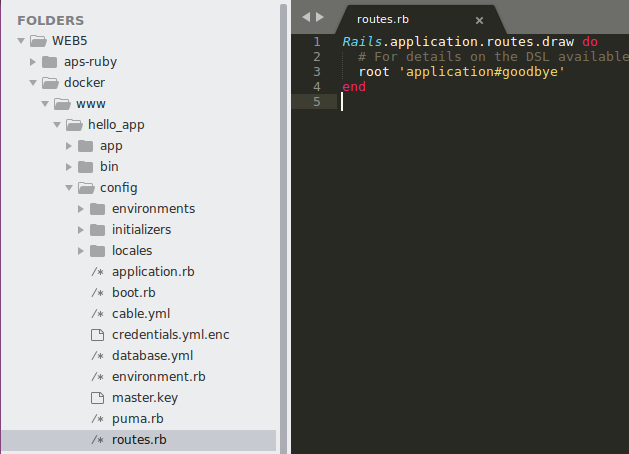 FOLDERS
WEB5
aps-ruby
docker
www
hello_app
app
bin
config
environments
initializers
locales
/* application.rb
/* boot.rb
/* cable.yml
credentials.yml.enc
/* database.yml
/* environment.rb
master.key
/* puma.rb
/* routes.rb
routes.rb ×
1 Rails.application.routes.draw do
2 # For details on the DSL available
3 root 'application#goodbye'
4 end
5